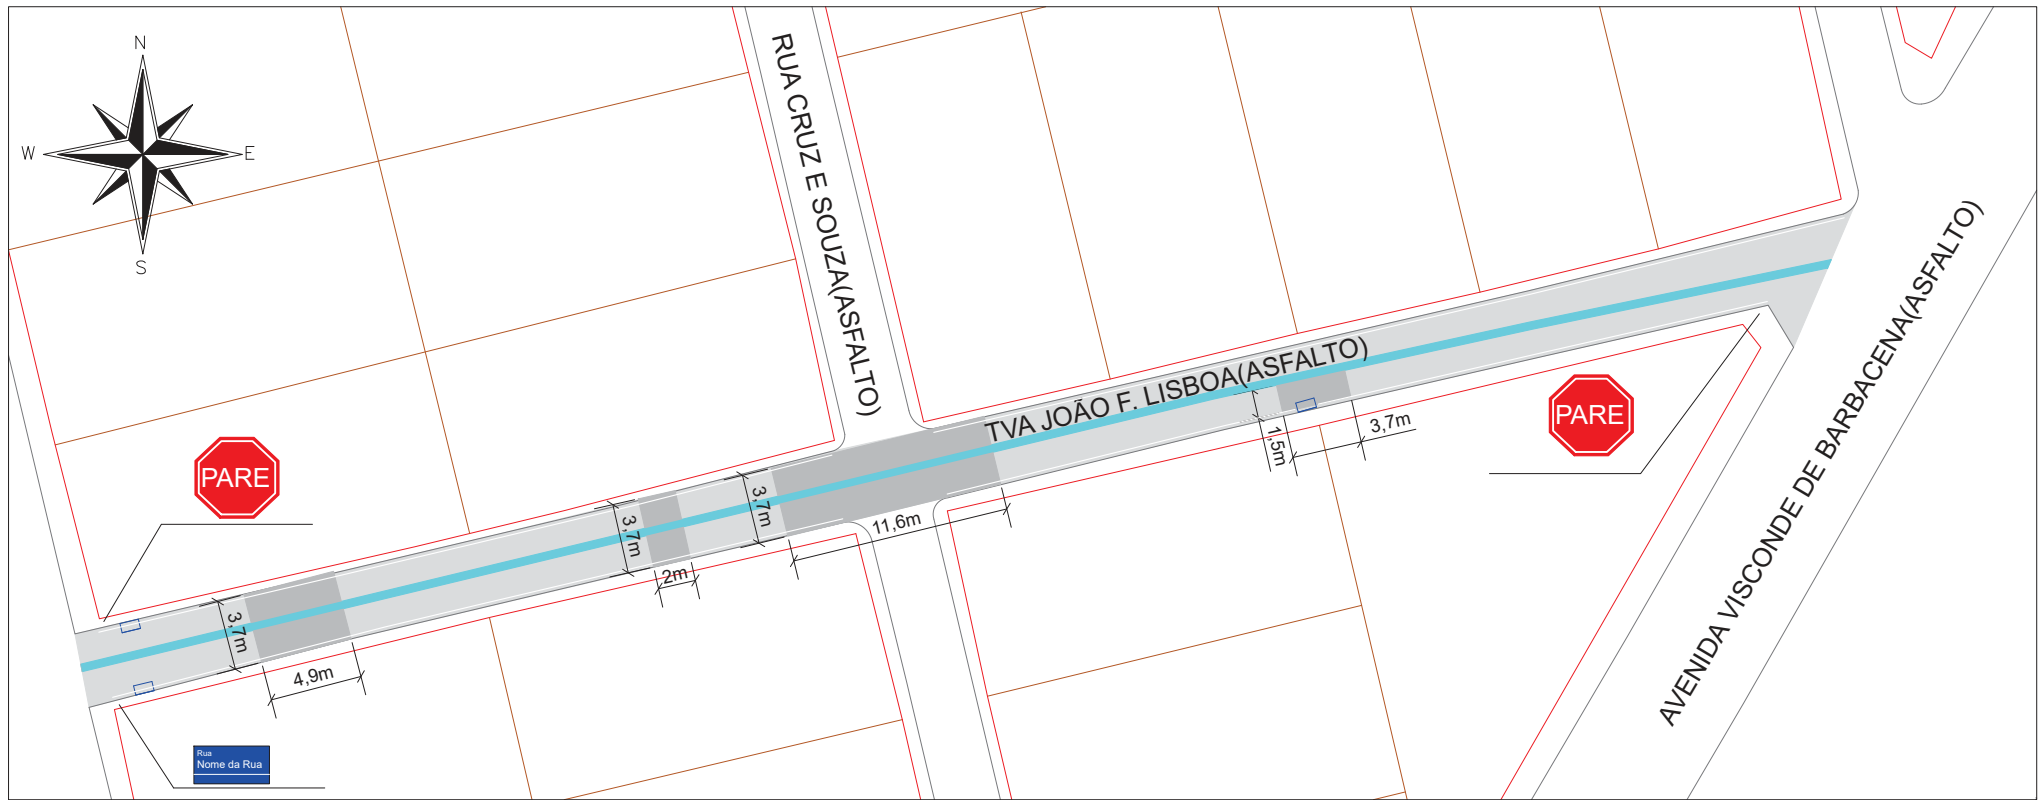 N
W
E
S
RUA CRUZ E SOUZA(ASFALTO)
TVA JOÃO F. LISBOA(ASFALTO)
AVENIDA VISCONDE DE BARBACENA(ASFALTO)
PARE
PARE
3,7m
4,9m
3,7m
2m
3,7m
11,6m
1,5m
3,7m
Rua
Nome da Rua